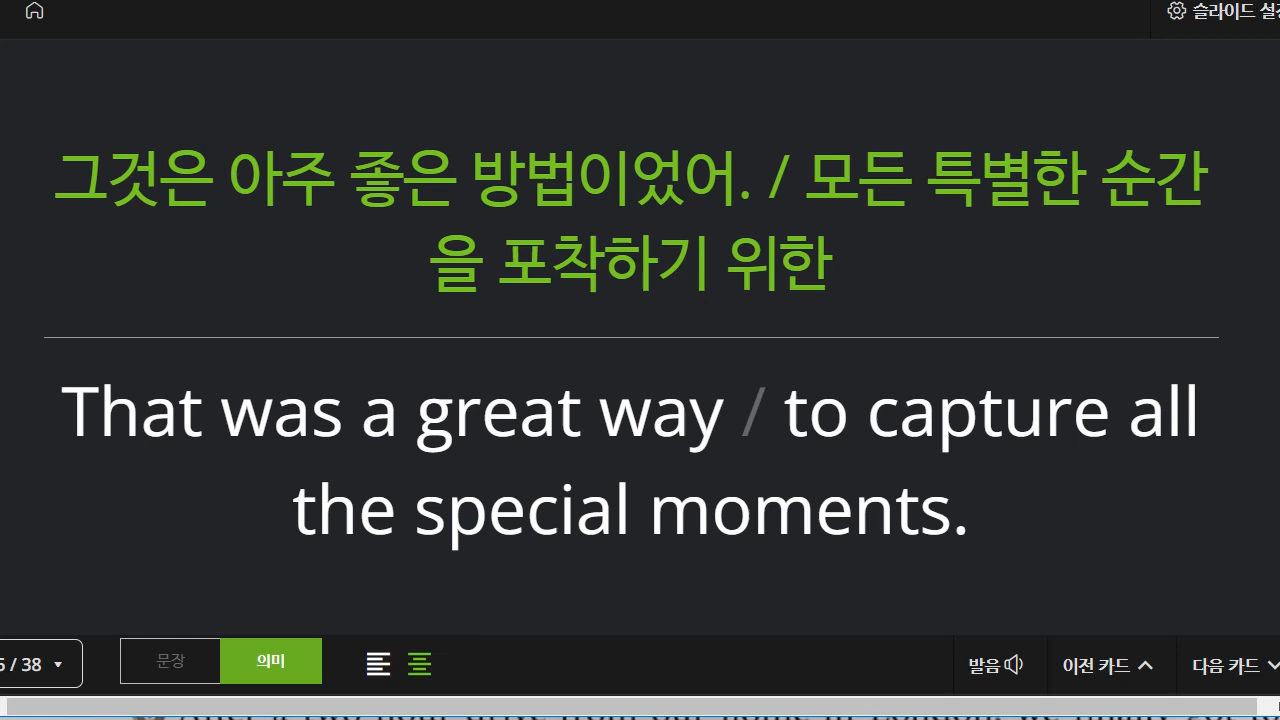 슬라이드
그것은 아주 좋은 방법이었어. / 모든 특별한 순간
을 포착하기 위한
That was a great way / to capture all
the special moments.
/ 38
문장
의미
발음
이전 카드
다음 카드